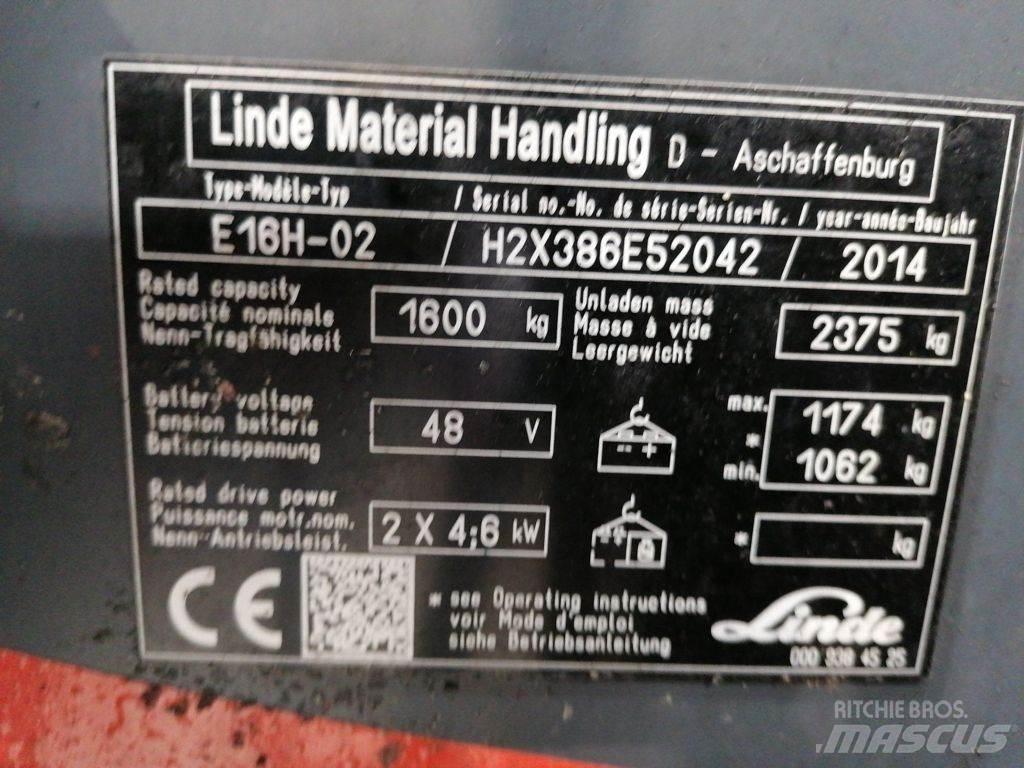 Linde Material Handling D - Aschaffenburg
Type-Modèle-Typ / Serial no.-No. de série-Serien-Nr. / year-année-Baujahr
E16H-02 / H2X386E52042 / 2014
Rated capacity
Capacité nominale
Nenn-Tragfähigkeit
1600 kg
Unladen mass
Masse à vide
Leergewicht
2375 kg
Battery voltage
Tension batterie
Batteriespannung
48 V
max. 1174 kg
*
min. 1062 kg
Rated drive power
Puissance motr.nom.
Nenn-Antriebsleist.
2 X 4;6 kW
* kg
CE
* see Operating instructions
voir Mode d'emploi
siehe Betriebsanleitung
Linde
000 338 45 25
RITCHIE BROS.
MASCUS